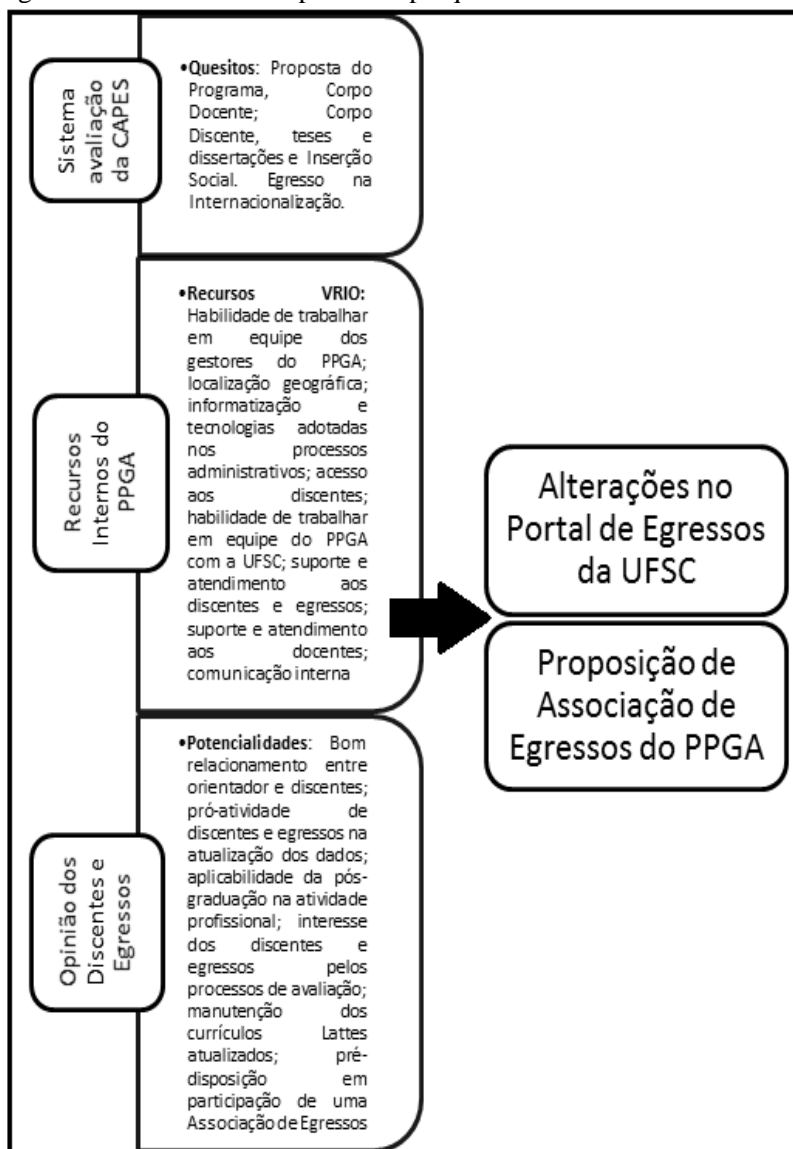 Sistema
avaliação
da CAPES
•Quesitos: Proposta do
Programa, Corpo
Docente; Corpo
Discente, teses e
dissertações e Inserção
Social. Egresso na
Internacionalização.
Recursos
Internos do
PPGA
•Recursos VRIO:
Habilidade de trabalhar
em equipe dos
gestores do PPGA;
localização geográfica;
informatização e
tecnologias adotadas
nos processos
administrativos; acesso
aos discentes;
habilidade de trabalhar
em equipe do PPGA
com a UFSC; suporte e
atendimento aos
discentes e egressos;
suporte e atendimento
aos docentes;
comunicação interna
Opinião dos
Discentes e
Egressos
•Potencialidades: Bom
relacionamento entre
orientador e discentes;
pró-atividade de
discentes e egressos na
atualização dos dados;
aplicabilidade da pós-
graduação na atividade
profissional; interesse
dos discentes e
egressos pelos
processos de avaliação;
manutenção dos
currículos Lattes
atualizados; pré-
disposição em
participação de uma
Associação de Egressos
Alterações no
Portal de Egressos
da UFSC
Proposição de
Associação de
Egressos do PPGA